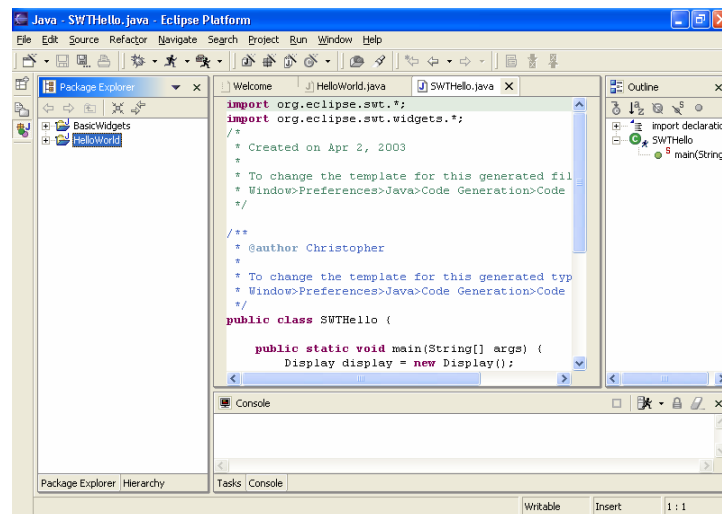 Java - SWTHello.java - Eclipse Platform
File Edit Source Refactor Navigate Search Project Run Window Help
Package Explorer
BasicWidgets
HelloWorld
Welcome HelloWorld.java SWTHello.java
import org.eclipse.swt.*;
import org.eclipse.swt.widgets.*;
/*
* Created on Apr 2, 2003
*
* To change the template for this generated fil
* Window>Preferences>Java>Code Generation>Code
*/
/**
* @author Christopher
*
* To change the template for this generated typ
* Window>Preferences>Java>Code Generation>Code
*/
public class SWTHello {
public static void main(String[] args) {
Display display = new Display();
Outline
import declaratio
SWTHello
main(String
Console
Package Explorer Hierarchy
Tasks Console
Writable Insert 1 : 1